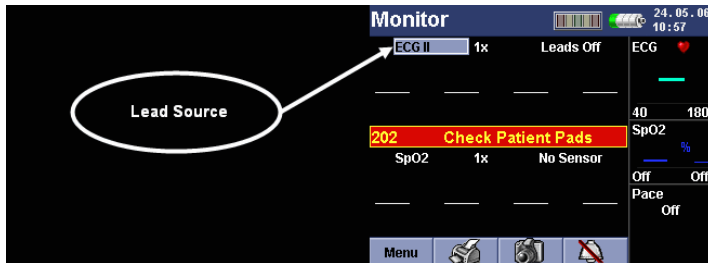 Lead Source
Monitor
24.05.06
10:57
ECG II 1x Leads Off
ECG
40 180
202 Check Patient Pads
SpO2 1x No Sensor
SpO2
%
Off Off
Pace
Off
Menu